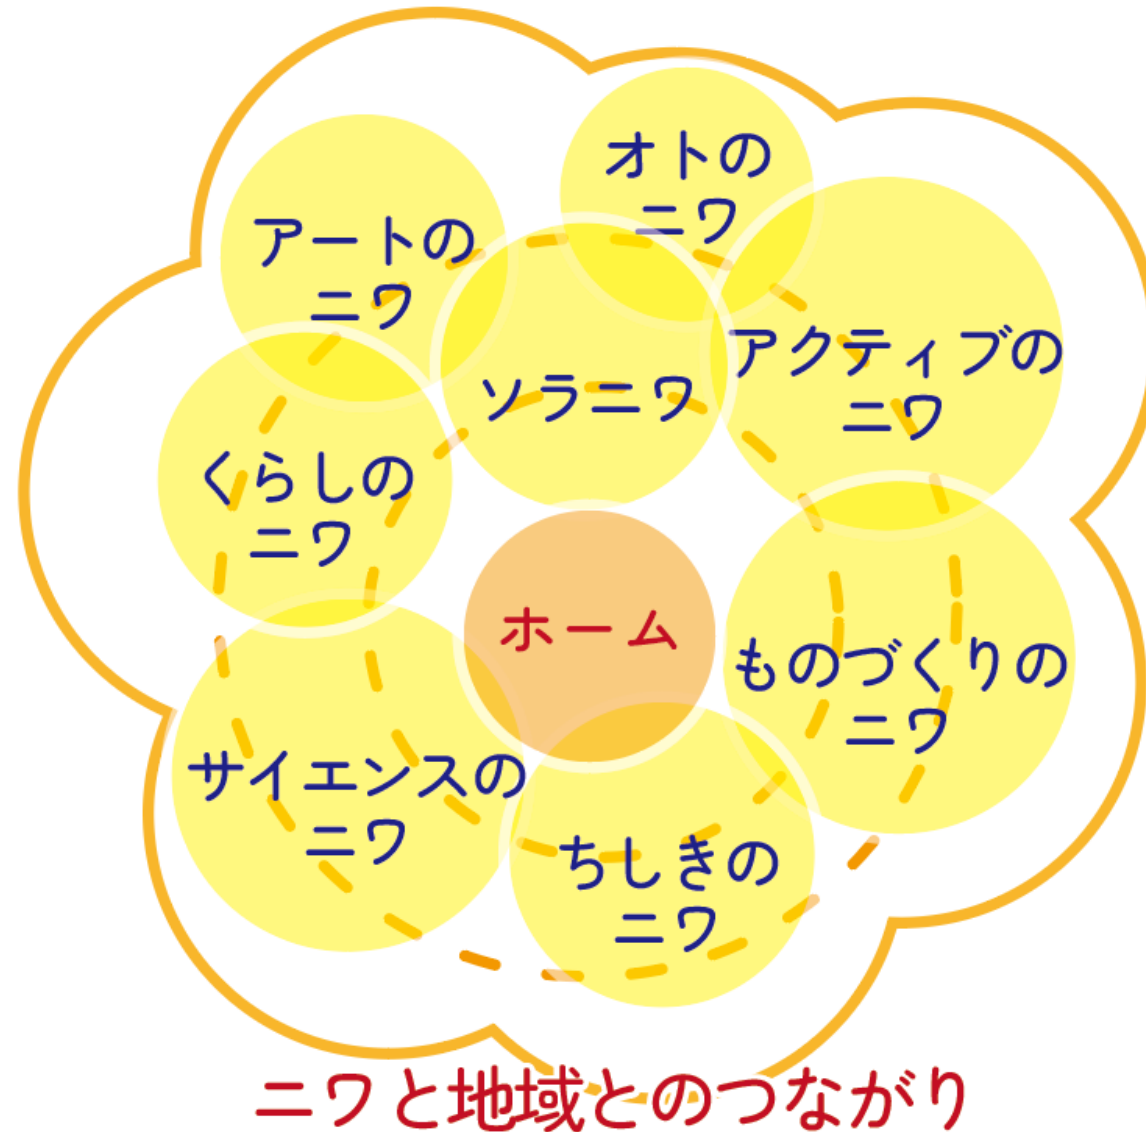 オトの
ニワ
アートの
ニワ
アクティブの
ニワ
ソラニワ
くらしの
ニワ
ホーム
ものづくりの
ニワ
サイエンスの
ニワ
ちしきの
ニワ
ニワと地域とのつながり